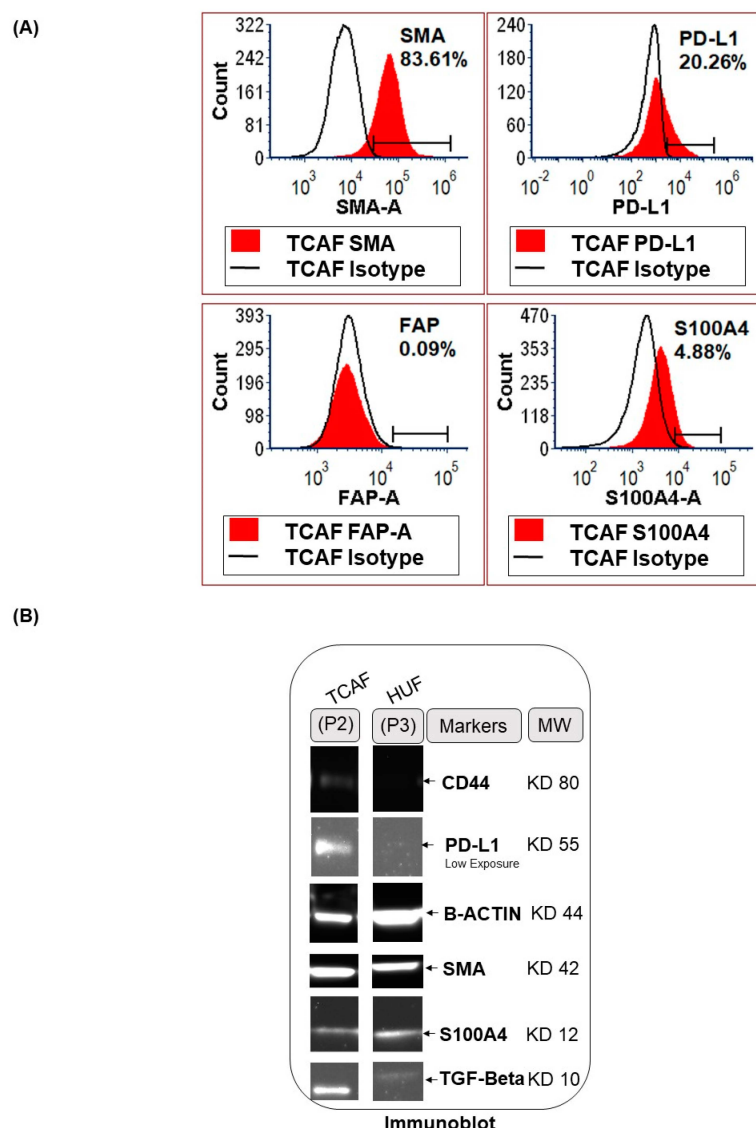 (A)
SMA
83.61%
322
242
161
81
0
Count
10^3 10^4 10^5 10^6
SMA-A
TCAF SMA
TCAF Isotype
PD-L1
20.26%
240
180
120
60
0
Count
10^-2 10^0 10^2 10^4 10^6
PD-L1
TCAF PD-L1
TCAF Isotype
FAP
0.09%
393
295
196
98
0
Count
10^3 10^4 10^5
FAP-A
TCAF FAP-A
TCAF Isotype
S100A4
4.88%
470
353
235
118
0
Count
10^2 10^3 10^4 10^5
S100A4-A
TCAF S100A4
TCAF Isotype
(B)
TCAF HUF
(P2) (P3) Markers MW
CD44 KD 80
PD-L1 KD 55
Low Exposure
B-ACTIN KD 44
SMA KD 42
S100A4 KD 12
TGF-Beta KD 10
Immunoblot